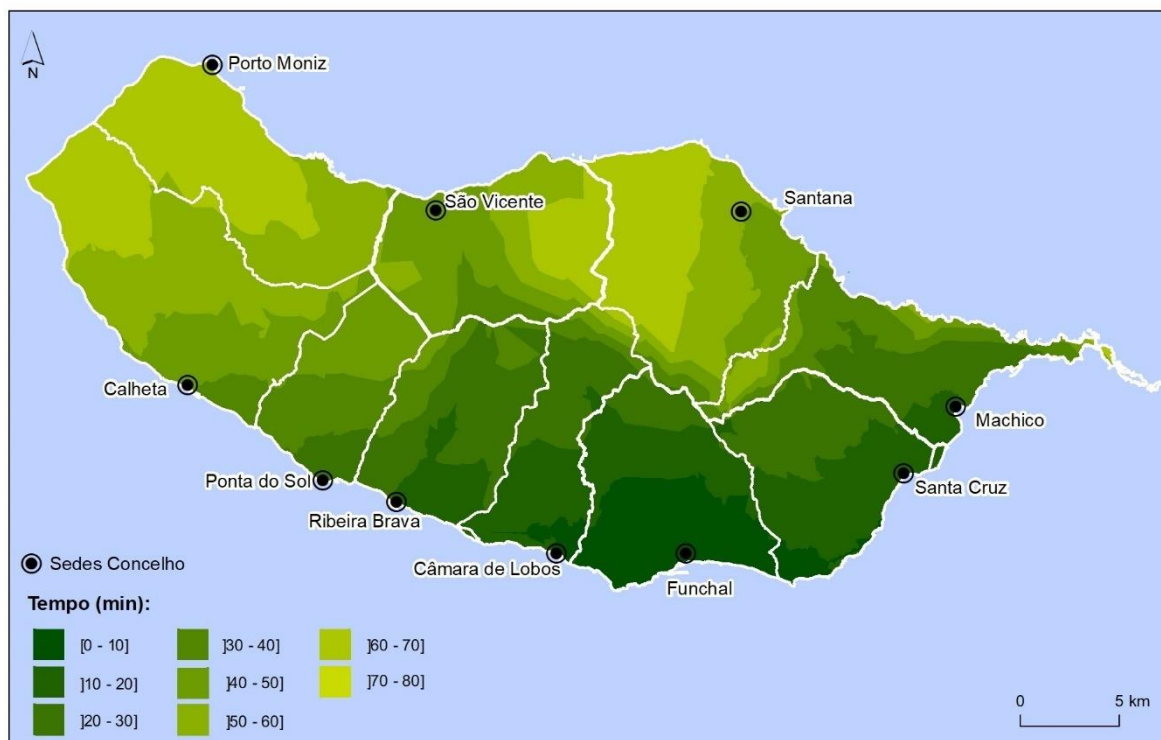 N
Porto Moniz
São Vicente
Santana
Calheta
Machico
Ponta do Sol
Santa Cruz
Ribeira Brava
Câmara de Lobos
Funchal
Sedes Concelho
Tempo (min):
[0 - 10]
]10 - 20]
]20 - 30]
]30 - 40]
]40 - 50]
]50 - 60]
]60 - 70]
]70 - 80]
0 5 km